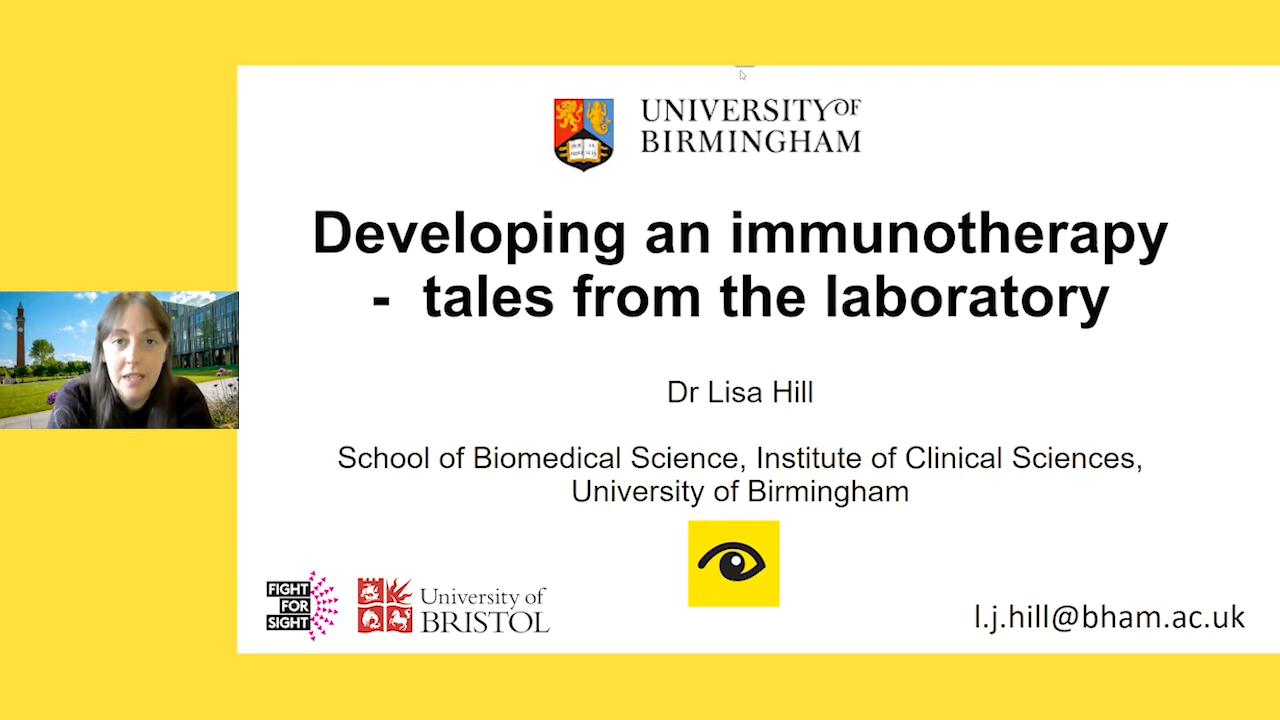 UNIVERSITY OF
BIRMINGHAM
Developing an immunotherapy
- tales from the laboratory
Dr Lisa Hill
School of Biomedical Science, Institute of Clinical Sciences,
University of Birmingham
FIGHT
FOR
SIGHT
University of
BRISTOL
l.j.hill@bham.ac.uk